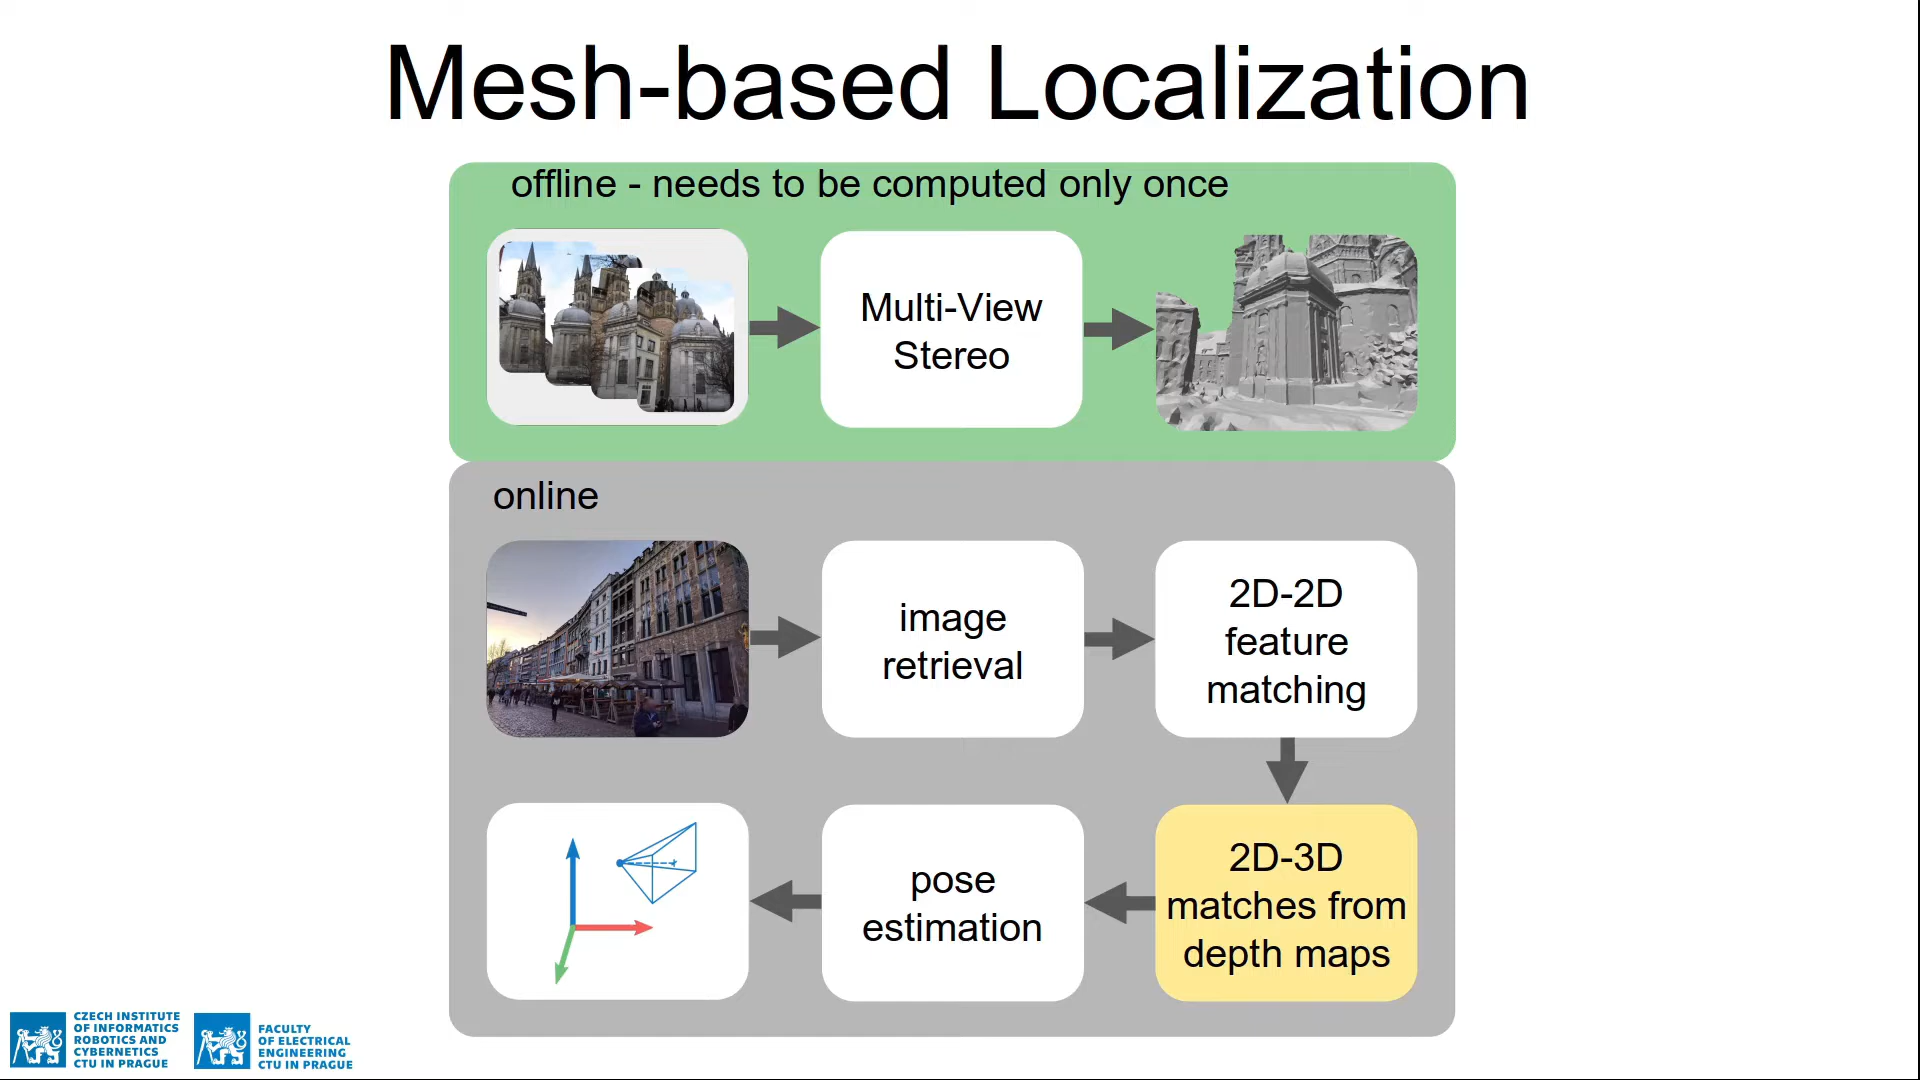 Mesh-based Localization
offline - needs to be computed only once
Multi-View
Stereo
online
image
retrieval
2D-2D
feature
matching
pose
estimation
2D-3D
matches from
depth maps
CZECH INSTITUTE
OF INFORMATICS
ROBOTICS AND
CYBERNETICS
CTU IN PRAGUE
FACULTY
OF ELECTRICAL
ENGINEERING
CTU IN PRAGUE